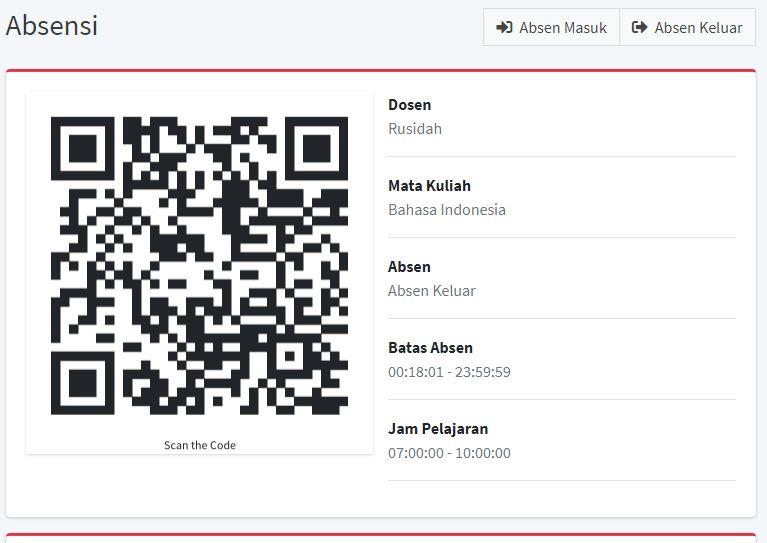 Absensi
Absen Masuk
Absen Keluar
Scan the Code
Dosen
Rusidah
Mata Kuliah
Bahasa Indonesia
Absen
Absen Keluar
Batas Absen
00:18:01 - 23:59:59
Jam Pelajaran
07:00:00 - 10:00:00